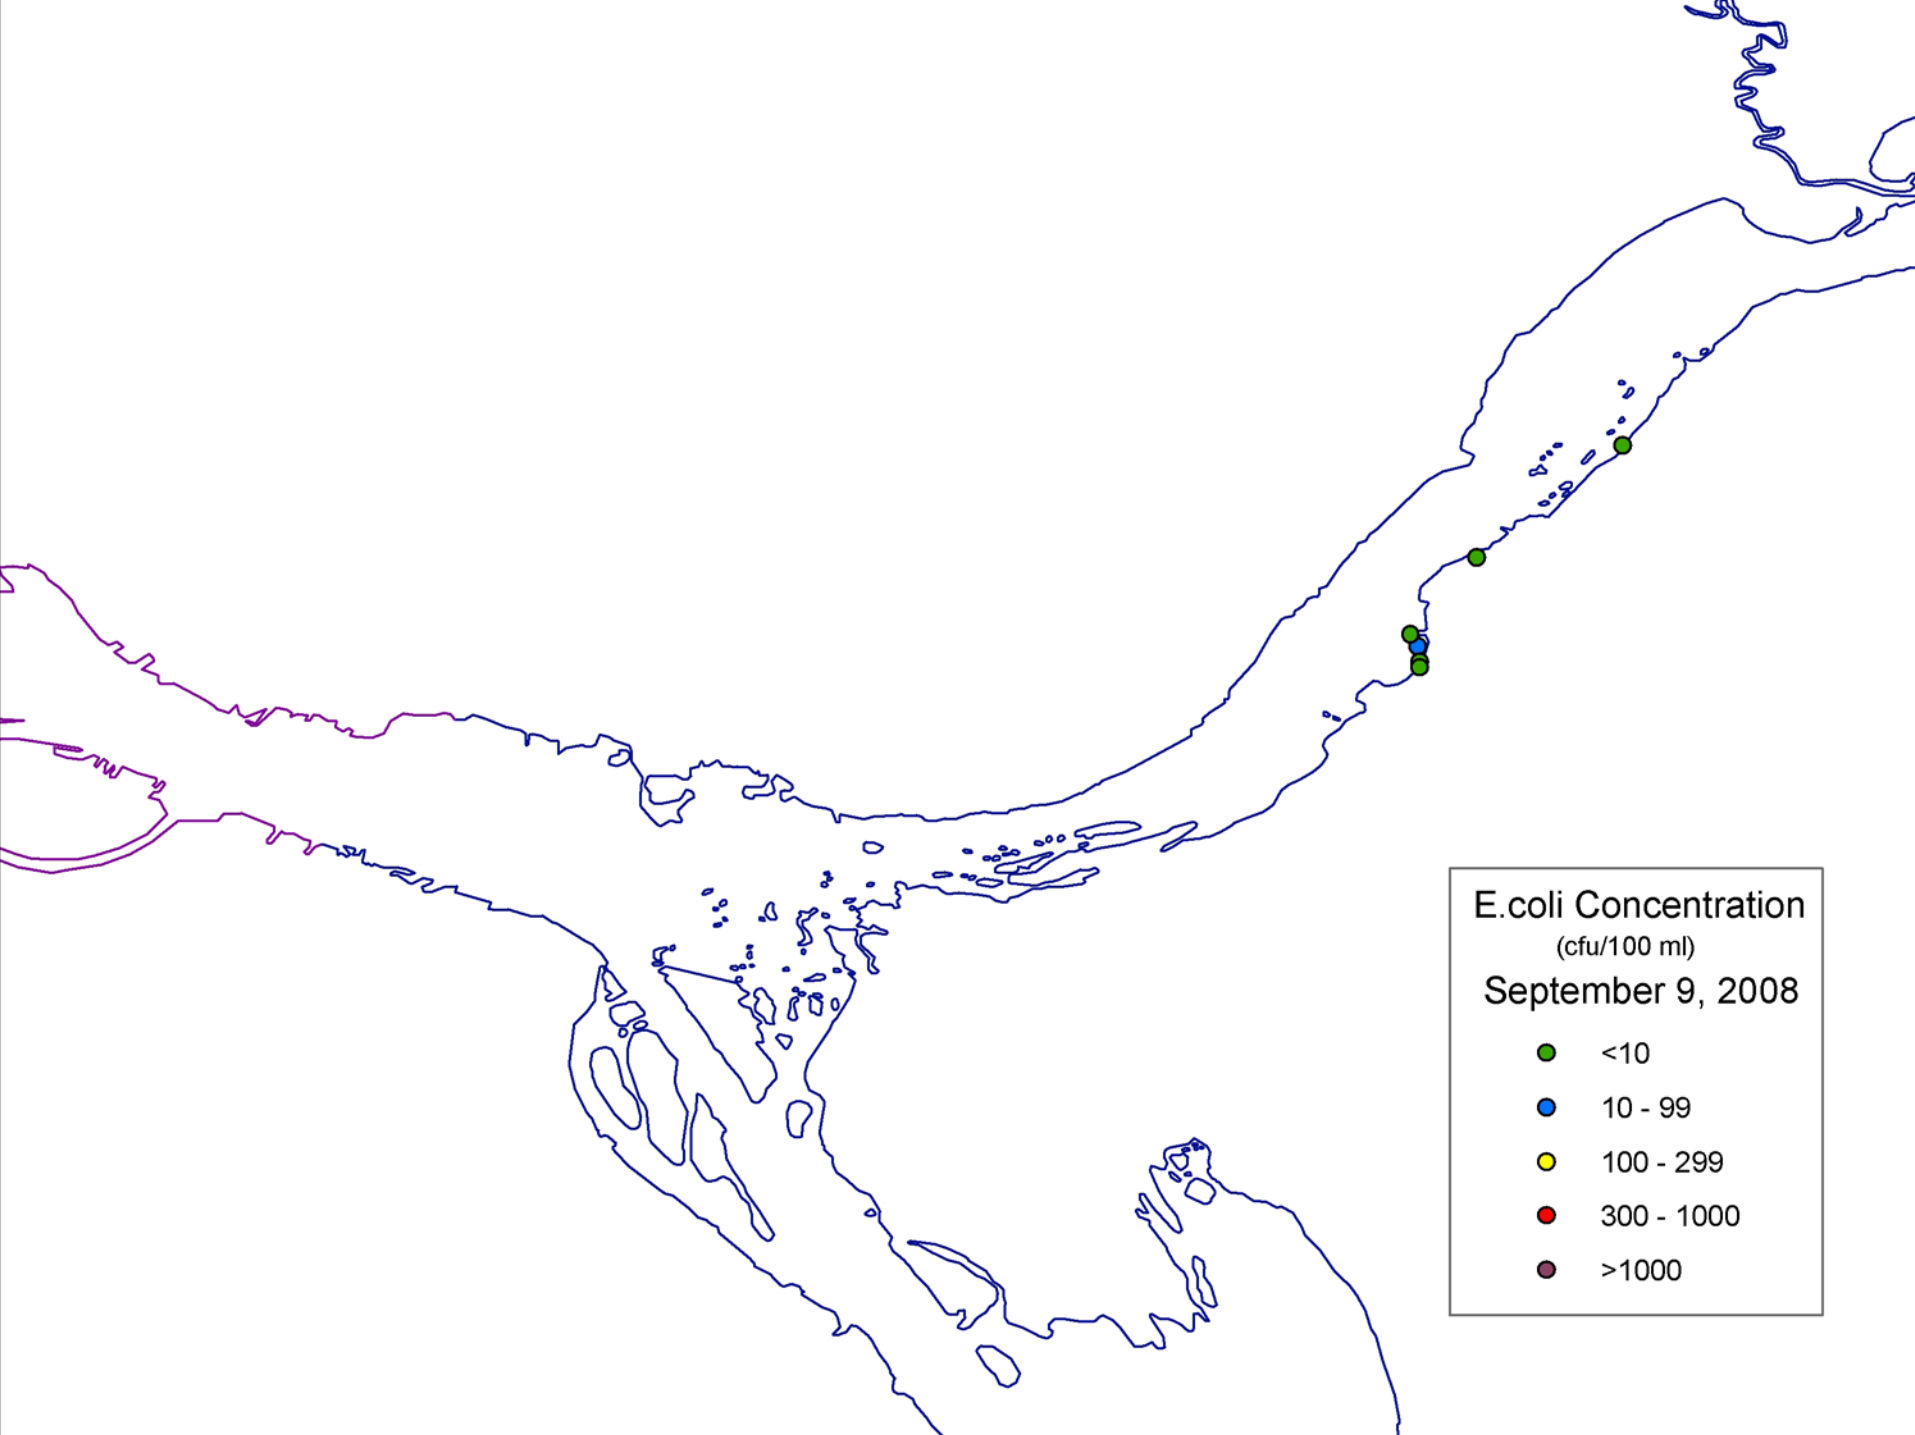 E.coli Concentration
(cfu/100 ml)
September 9, 2008
<10
10 - 99
100 - 299
300 - 1000
>1000